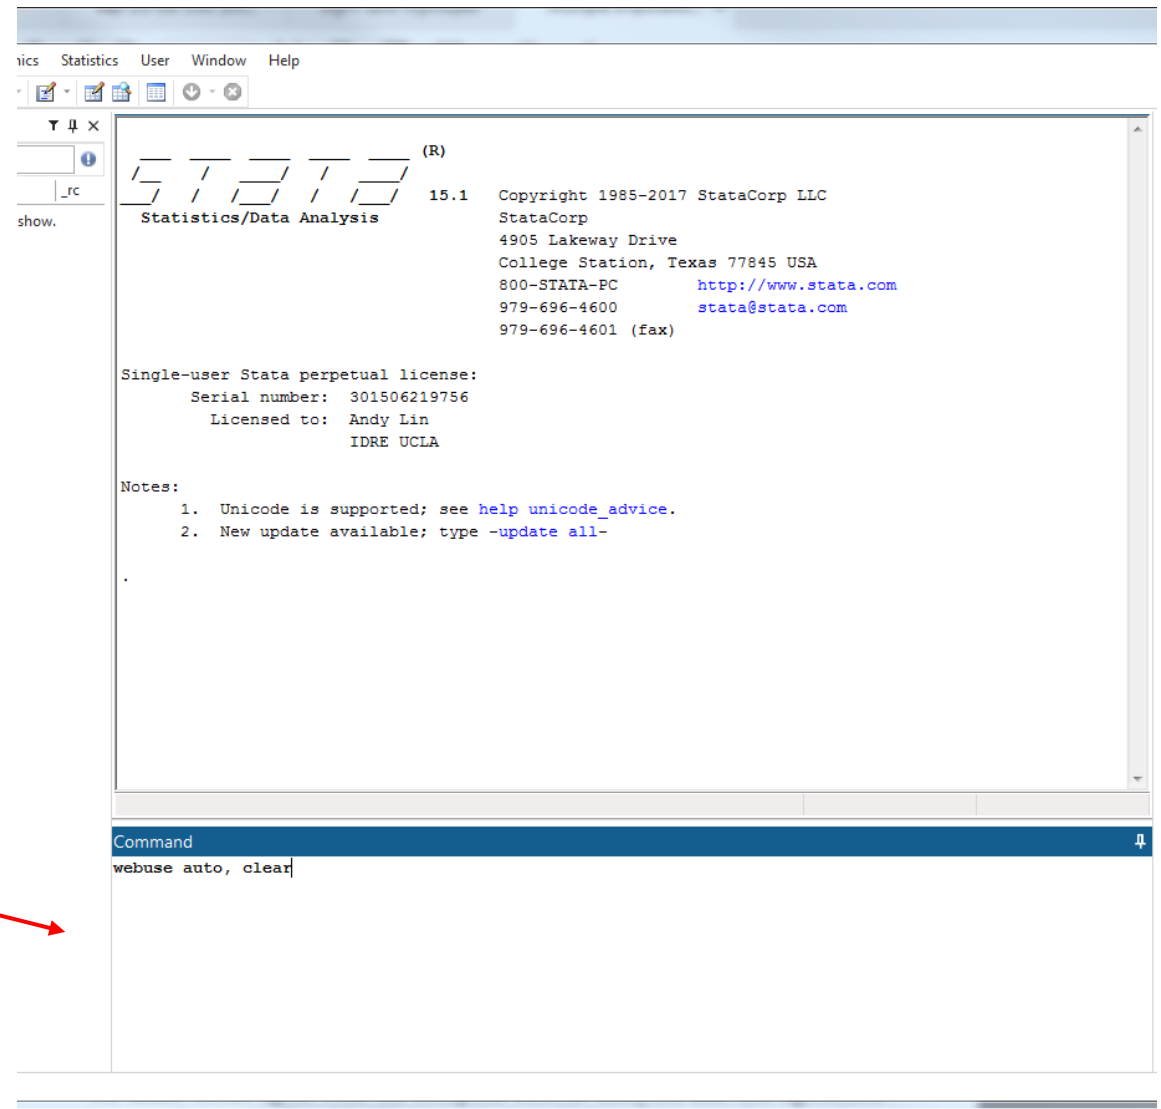 nics Statistics User Window Help
_rc
show.
(R)
STATA
15.1 Copyright 1985-2017 StataCorp LLC
Statistics/Data Analysis StataCorp
4905 Lakeway Drive
College Station, Texas 77845 USA
800-STATA-PC http://www.stata.com
979-696-4600 stata@stata.com
979-696-4601 (fax)
Single-user Stata perpetual license:
Serial number: 301506219756
Licensed to: Andy Lin
IDRE UCLA
Notes:
1. Unicode is supported; see help unicode_advice.
2. New update available; type -update all-
.
Command
webuse auto, clear